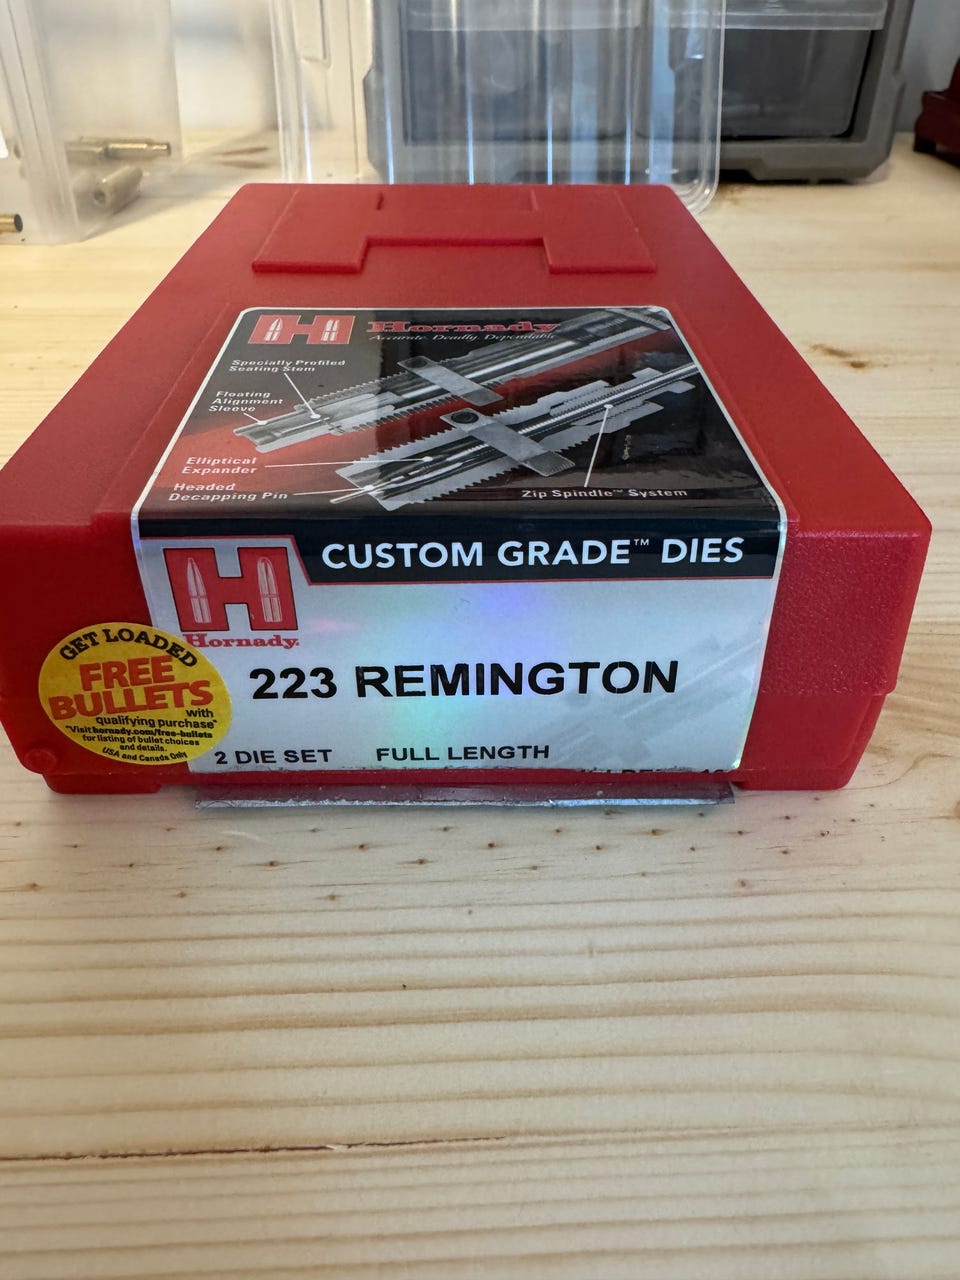 Hornady
Accurate. Deadly. Dependable.
Specially Profiled
Seating Stem
Floating
Alignment
Sleeve
Elliptical
Expander
Headed
Decapping Pin
Zip Spindle™ System
CUSTOM GRADE™ DIES
Hornady.
223 REMINGTON
2 DIE SET FULL LENGTH
GET LOADED
FREE
BULLETS
with
qualifying purchase*
*Visit hornady.com/free-bullets
for listing of bullet choices
and details.
USA and Canada Only